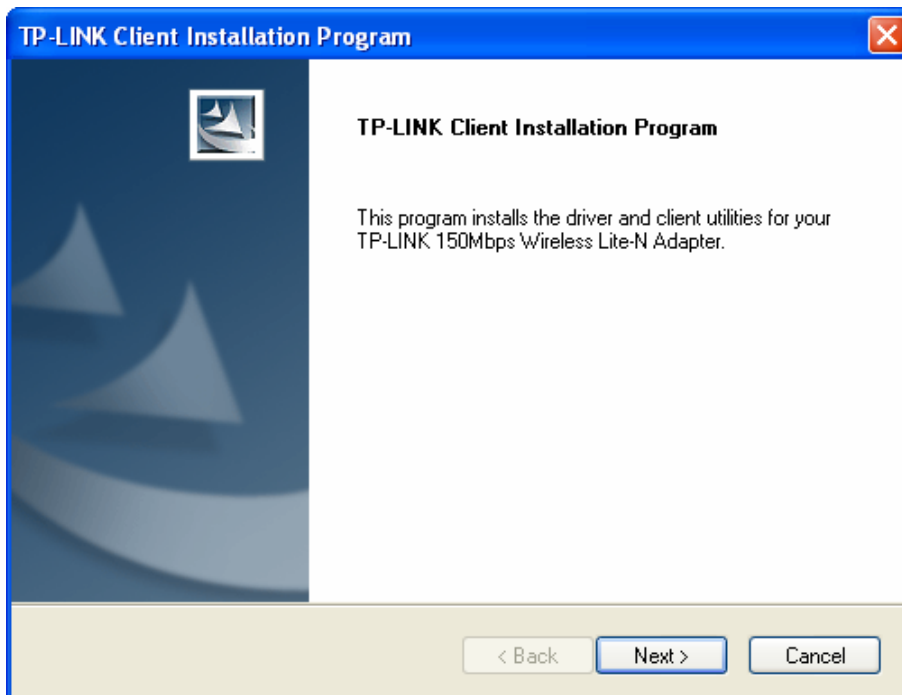 TP-LINK Client Installation Program
TP-LINK Client Installation Program
This program installs the driver and client utilities for your
TP-LINK 150Mbps Wireless Lite-N Adapter.
< Back Next > Cancel